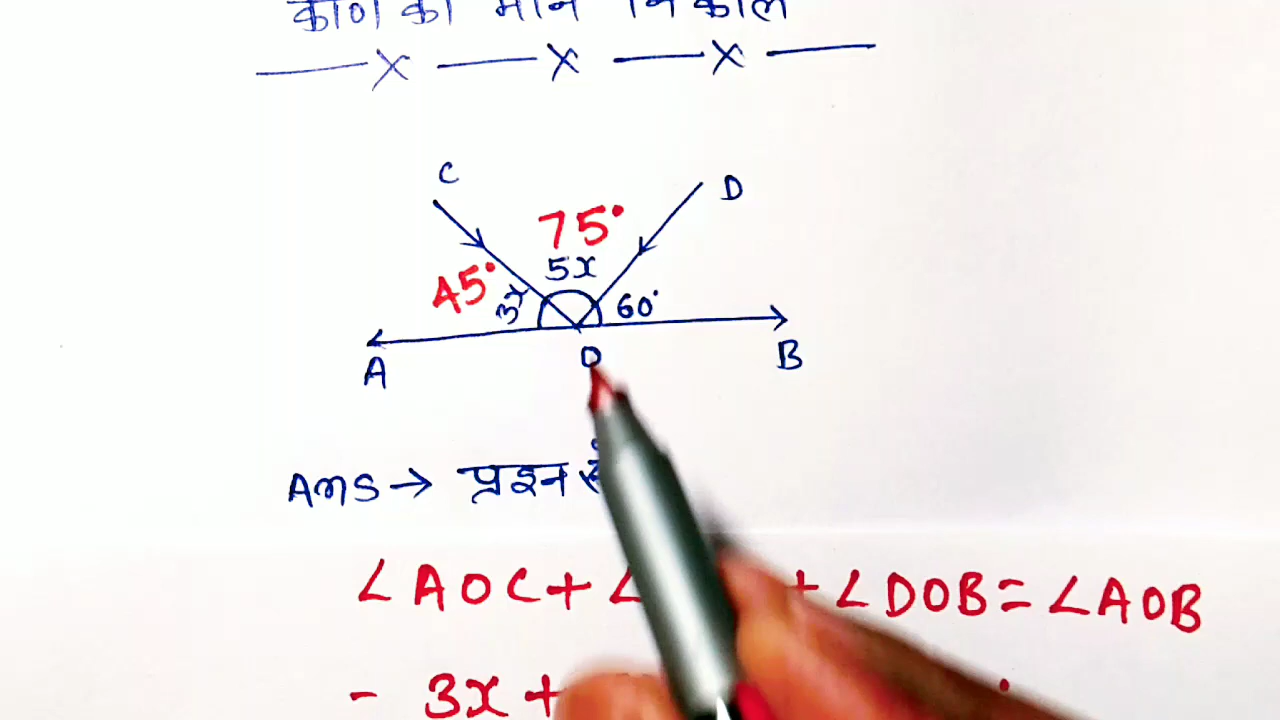 कोण का मान निकाले
— X — X — X —
C
D
75°
5x
45°
3x
60°
A
O
B
Ans → प्रश्न से
∠AOC + ∠ + ∠DOB = ∠AOB
- 3x +